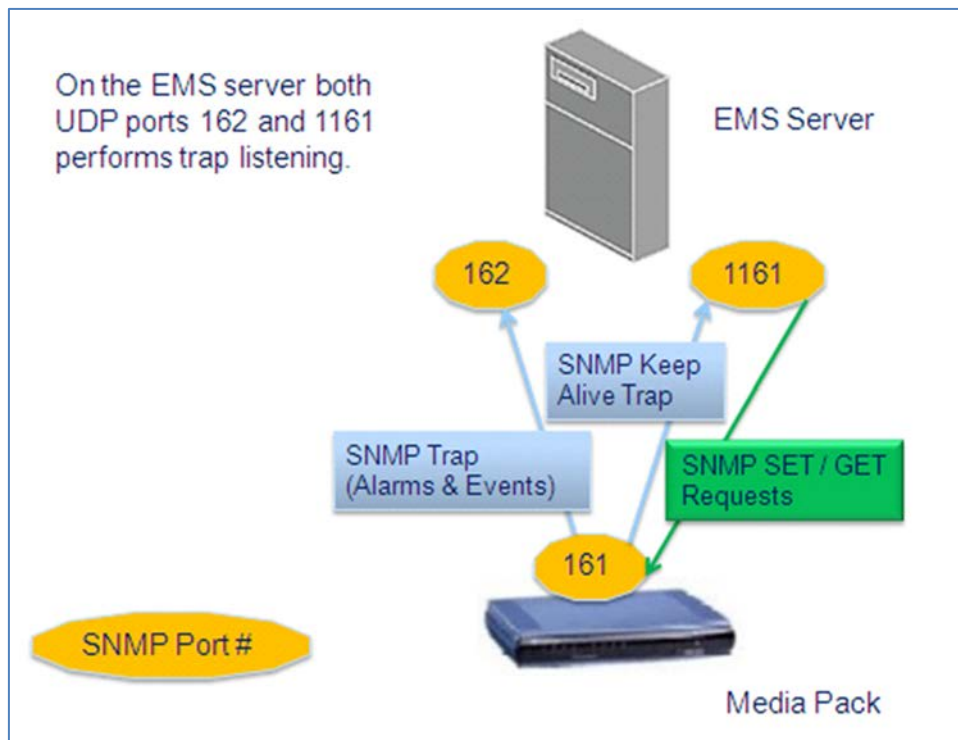 On the EMS server both
UDP ports 162 and 1161
performs trap listening.
EMS Server
162
1161
SNMP Keep
Alive Trap
SNMP Trap
(Alarms & Events)
SNMP SET / GET
Requests
161
SNMP Port #
Media Pack